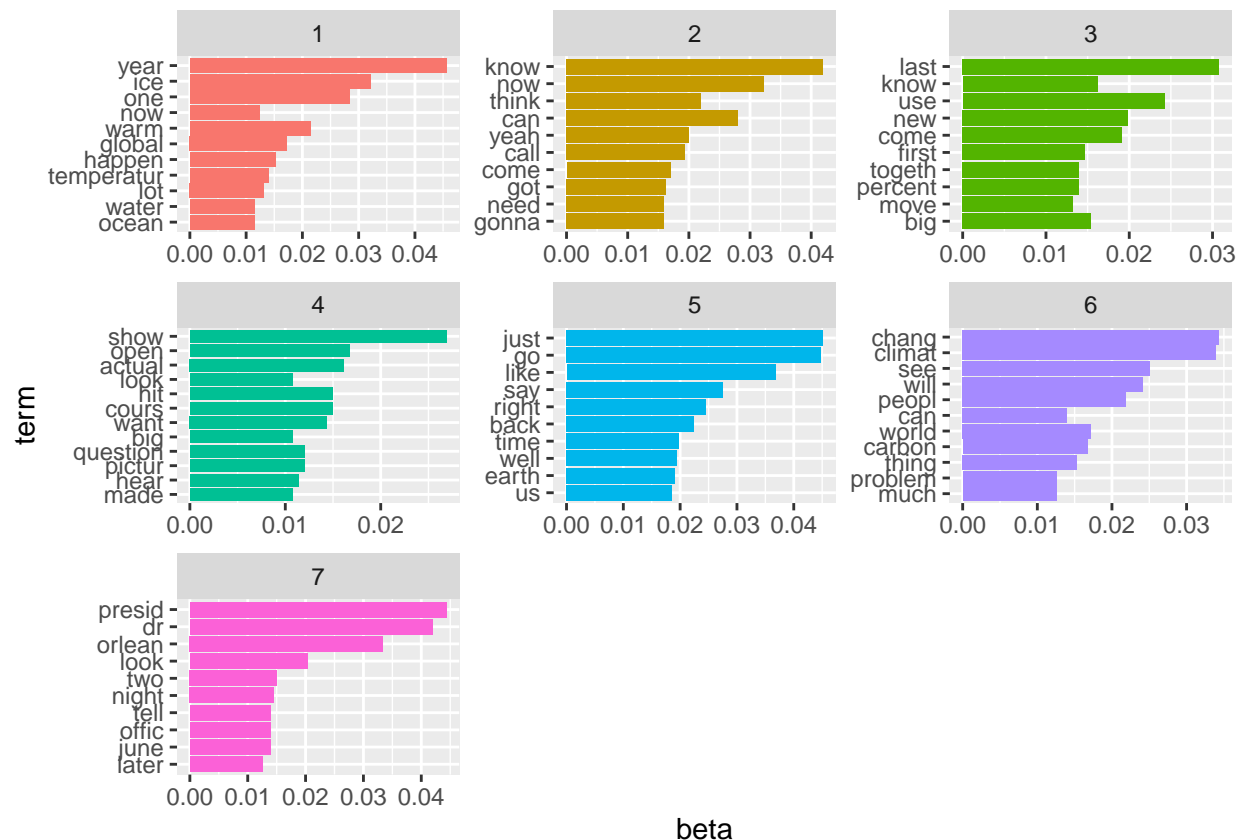 1
year
ice
one
now
warm
global
happen
temperatur
lot
water
ocean
0.00 0.01 0.02 0.03 0.04
2
know
now
think
can
yeah
call
come
got
need
gonna
0.00 0.01 0.02 0.03 0.04
3
last
know
use
new
come
first
togeth
percent
move
big
0.00 0.01 0.02 0.03
4
show
open
actual
look
hit
cours
want
big
question
pictur
hear
made
0.00 0.01 0.02
5
just
go
like
say
right
back
time
well
earth
us
0.00 0.01 0.02 0.03 0.04
6
chang
climat
see
will
peopl
can
world
carbon
thing
problem
much
0.00 0.01 0.02 0.03
7
presid
dr
orlean
look
two
night
tell
offic
june
later
0.00 0.01 0.02 0.03 0.04
term
beta